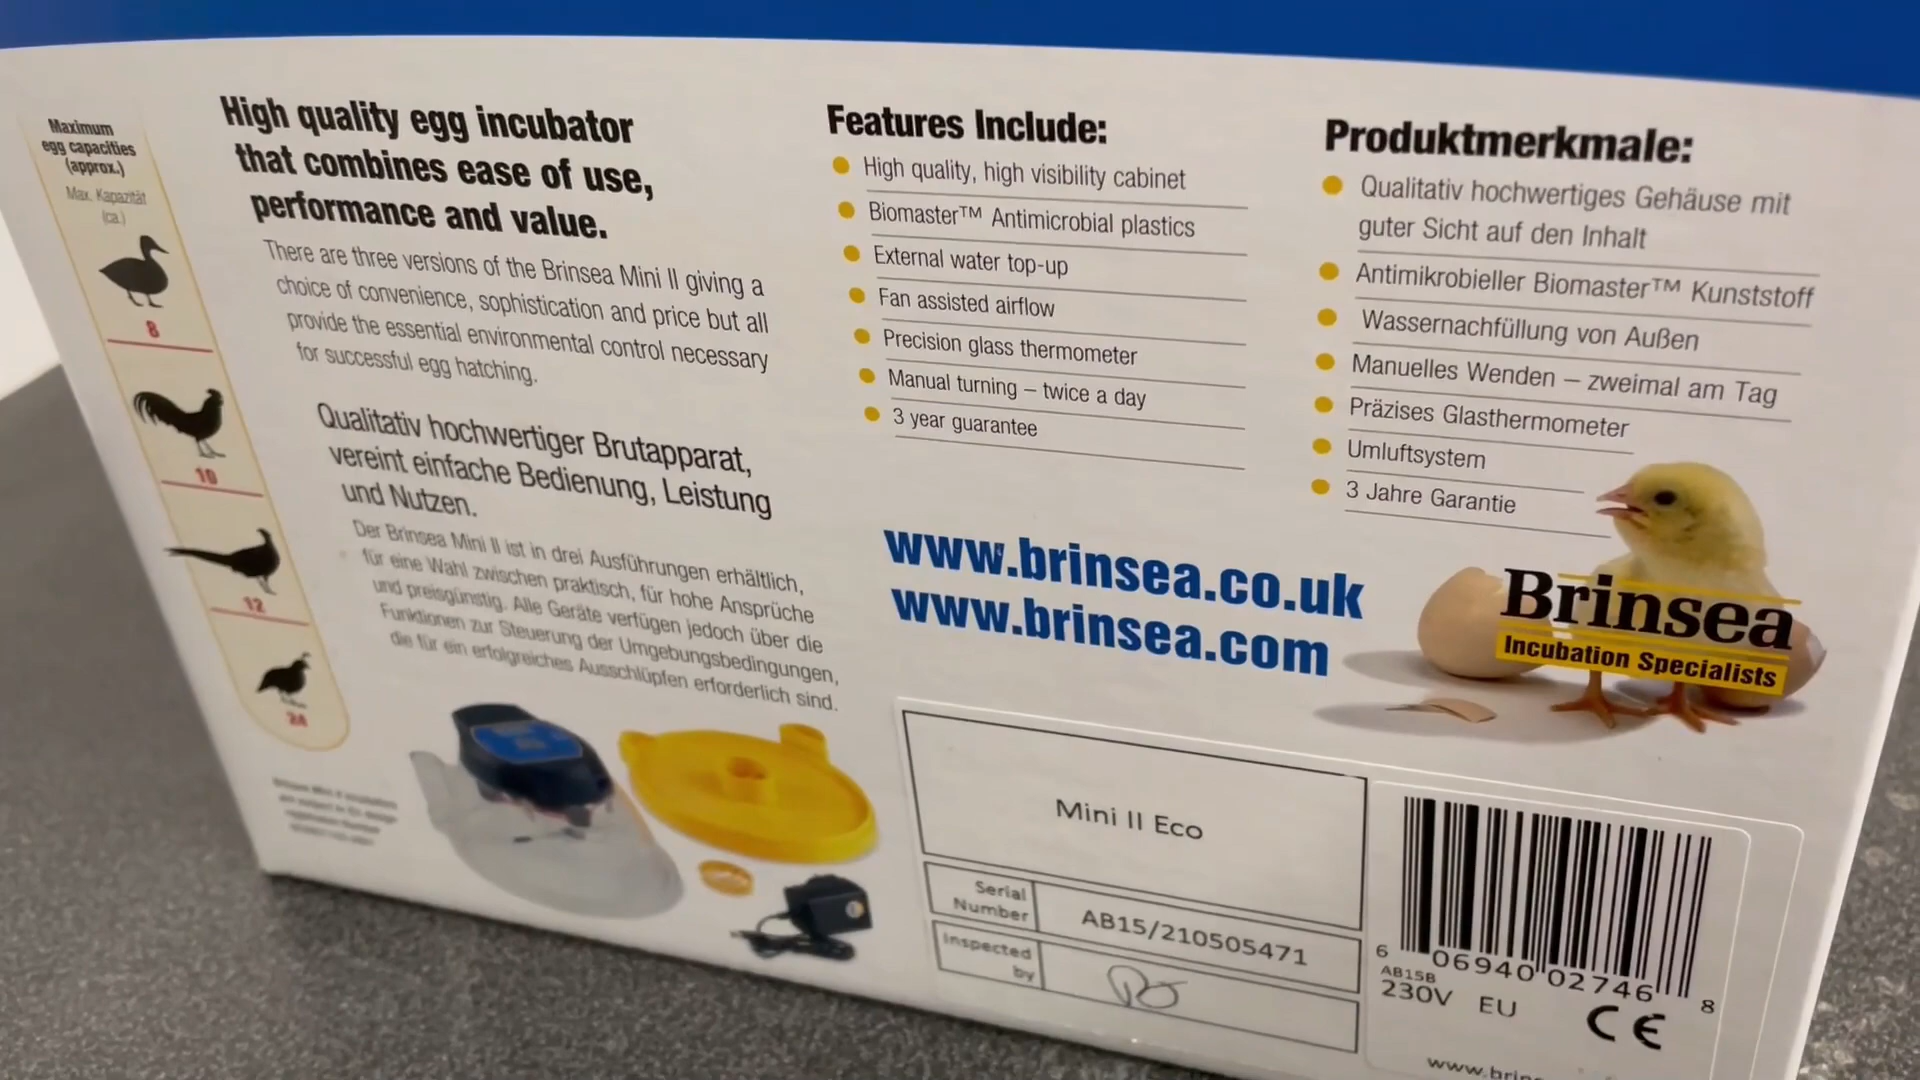 Maximum
egg capacities
(approx.)
Max. Kapazität
(ca.)
8
10
12
24
High quality egg incubator
that combines ease of use,
performance and value.
There are three versions of the Brinsea Mini II giving a
choice of convenience, sophistication and price but all
provide the essential environmental control necessary
for successful egg hatching.
Qualitativ hochwertiger Brutapparat,
vereint einfache Bedienung, Leistung
und Nutzen.
Der Brinsea Mini II ist in drei Ausführungen erhältlich,
für eine Wahl zwischen praktisch, für hohe Ansprüche
und preisgünstig. Alle Geräte verfügen jedoch über die
Funktionen zur Steuerung der Umgebungsbedingungen,
die für ein erfolgreiches Ausschlüpfen erforderlich sind.
Features Include:
High quality, high visibility cabinet
Biomaster™ Antimicrobial plastics
External water top-up
Fan assisted airflow
Precision glass thermometer
Manual turning – twice a day
3 year guarantee
Produktmerkmale:
Qualitativ hochwertiges Gehäuse mit
guter Sicht auf den Inhalt
Antimikrobieller Biomaster™ Kunststoff
Wassernachfüllung von Außen
Manuelles Wenden – zweimal am Tag
Präzises Glasthermometer
Umluftsystem
3 Jahre Garantie
www.brinsea.co.uk
www.brinsea.com
Brinsea
Incubation Specialists
Mini II Eco
Serial
Number
AB15/210505471
Inspected
by
6 06940 02746 8
AB15B
230V EU
CE